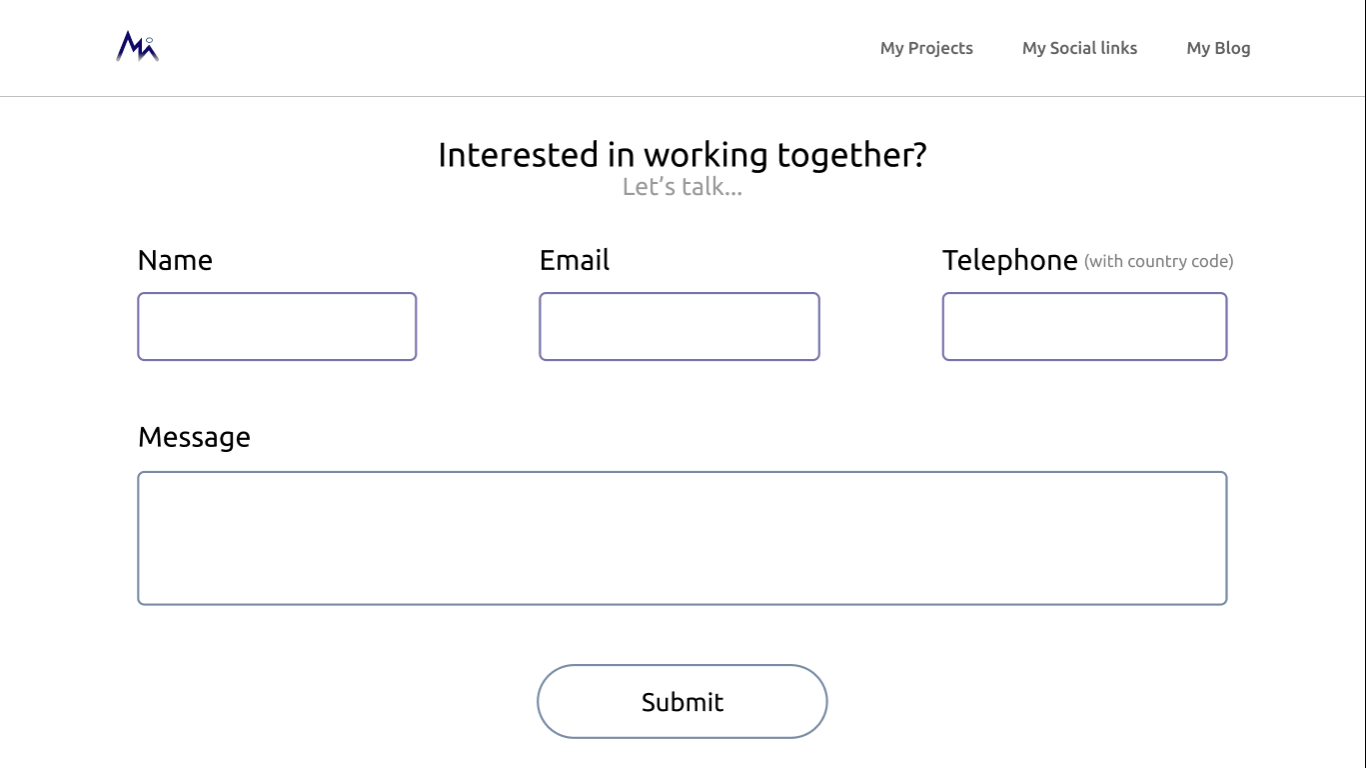 My Projects My Social links My Blog
Interested in working together?
Let’s talk...
Name Email Telephone (with country code)
Message
Submit